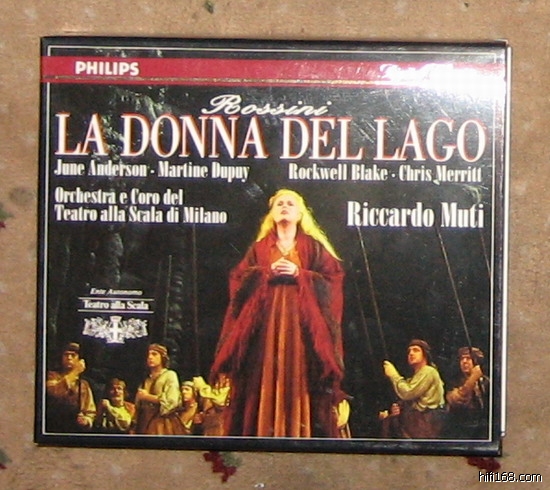 PHILIPS
Rossini
LA DONNA DEL LAGO
June Anderson · Martine Dupuy Rockwell Blake · Chris Merritt
Orchestra e Coro del
Teatro alla Scala di Milano
Riccardo Muti
Ente Autonomo
Teatro alla Scala
hifi168.com